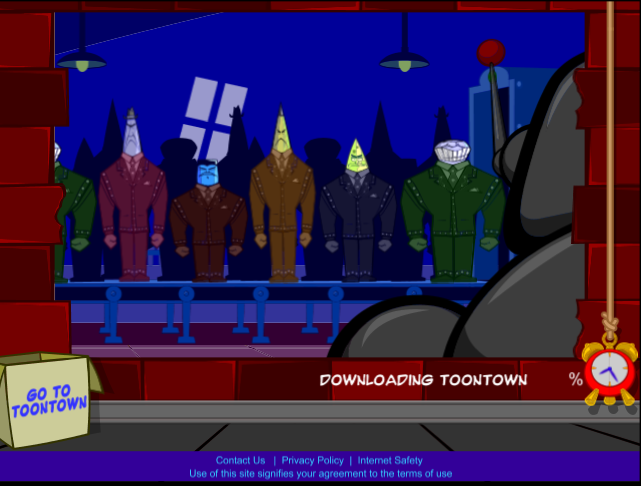 DOWNLOADING TOONTOWN %
GO TO
TOONTOWN
Contact Us | Privacy Policy | Internet Safety
Use of this site signifies your agreement to the terms of use